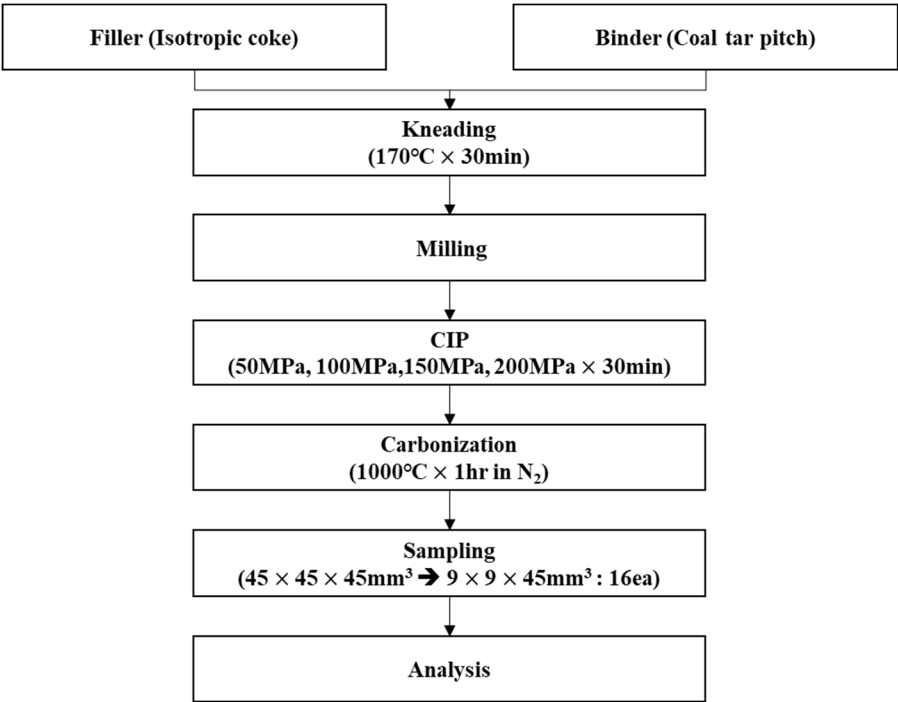 Filler (Isotropic coke)
Binder (Coal tar pitch)
Kneading
(170℃ × 30min)
Milling
CIP
(50MPa, 100MPa,150MPa, 200MPa × 30min)
Carbonization
(1000℃ × 1hr in N₂)
Sampling
(45 × 45 × 45mm³ ➔ 9 × 9 × 45mm³ : 16ea)
Analysis